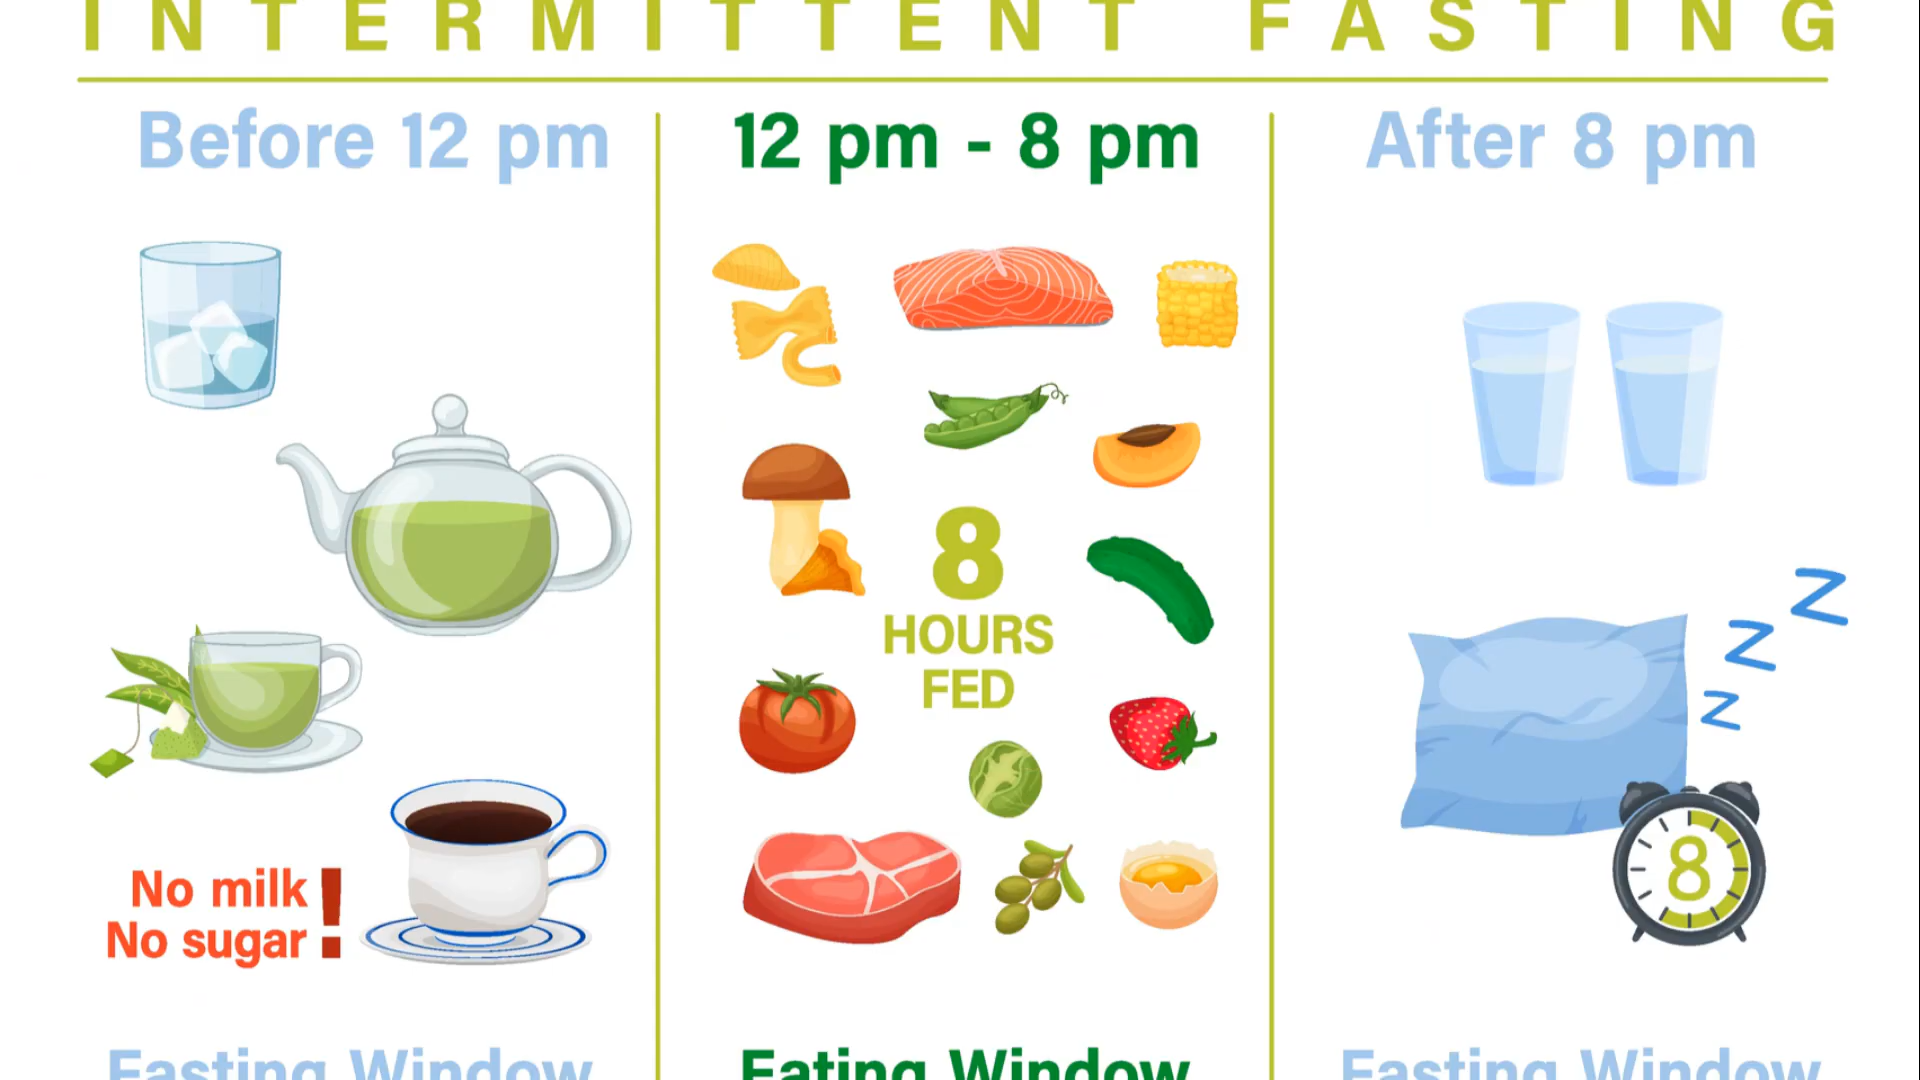 INTERMITTENT FASTING
Before 12 pm
12 pm - 8 pm
After 8 pm
8
HOURS
FED
No milk
No sugar !
8
z
z
z
Fasting Window
Eating Window
Fasting Window